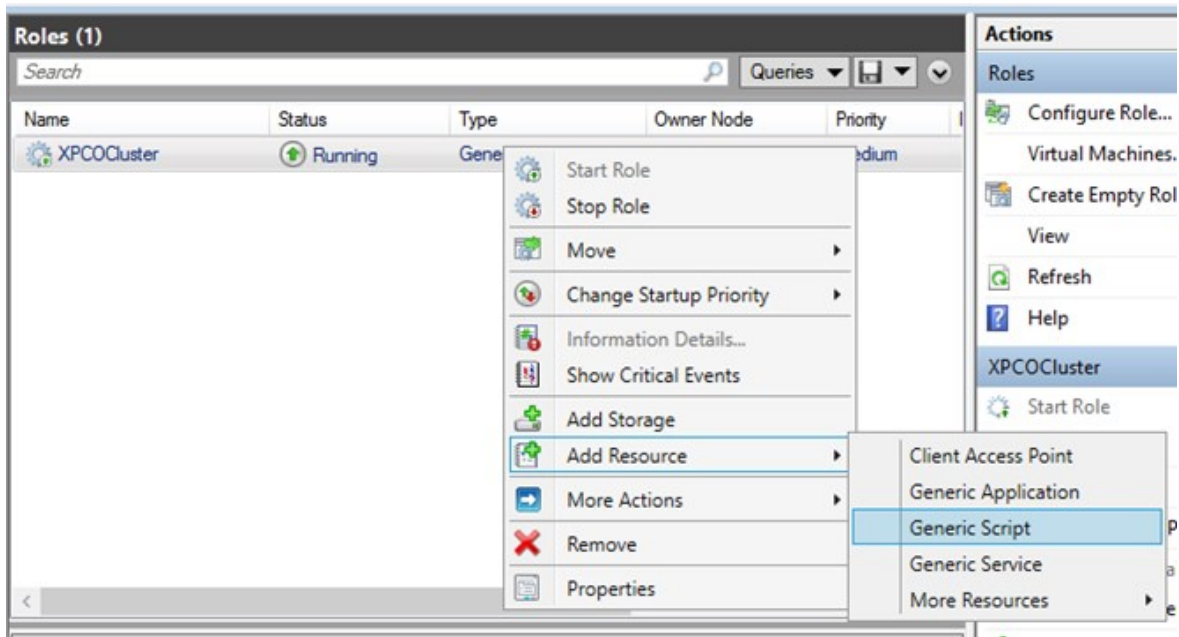 Roles (1)
Search
Queries
Name Status Type Owner Node Priority
XPCOCluster Running Gene edium
Start Role
Stop Role
Move
Change Startup Priority
Information Details...
Show Critical Events
Add Storage
Add Resource
More Actions
Remove
Properties
Client Access Point
Generic Application
Generic Script
Generic Service
More Resources
Actions
Roles
Configure Role...
Virtual Machines.
Create Empty Rol
View
Refresh
Help
XPCOCluster
Start Role